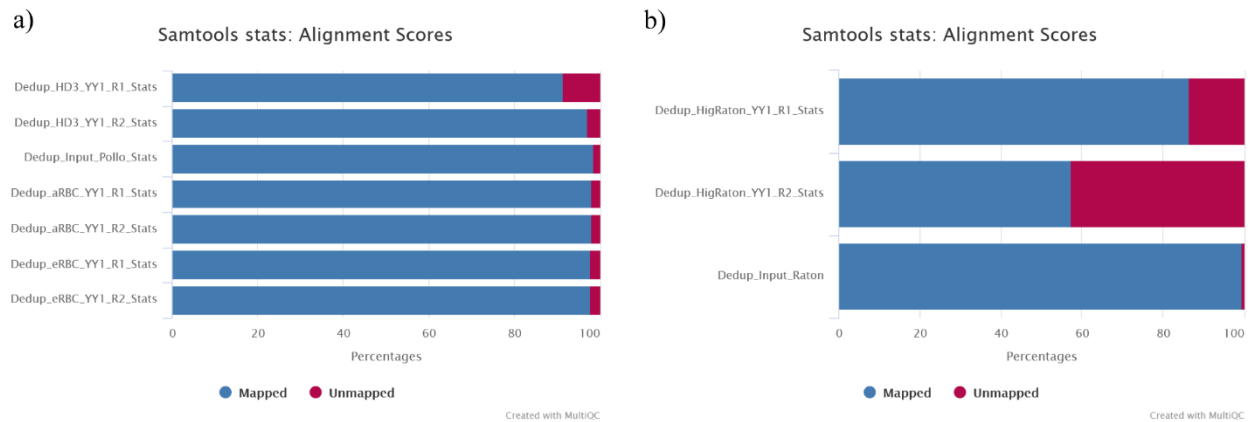 a)
Samtools stats: Alignment Scores
Dedup_HD3_YY1_R1_Stats
Dedup_HD3_YY1_R2_Stats
Dedup_Input_Pollo_Stats
Dedup_aRBC_YY1_R1_Stats
Dedup_aRBC_YY1_R2_Stats
Dedup_eRBC_YY1_R1_Stats
Dedup_eRBC_YY1_R2_Stats
0 20 40 60 80 100
Percentages
Mapped Unmapped
Created with MultiQC
b)
Samtools stats: Alignment Scores
Dedup_HigRaton_YY1_R1_Stats
Dedup_HigRaton_YY1_R2_Stats
Dedup_Input_Raton
0 20 40 60 80 100
Percentages
Mapped Unmapped
Created with MultiQC